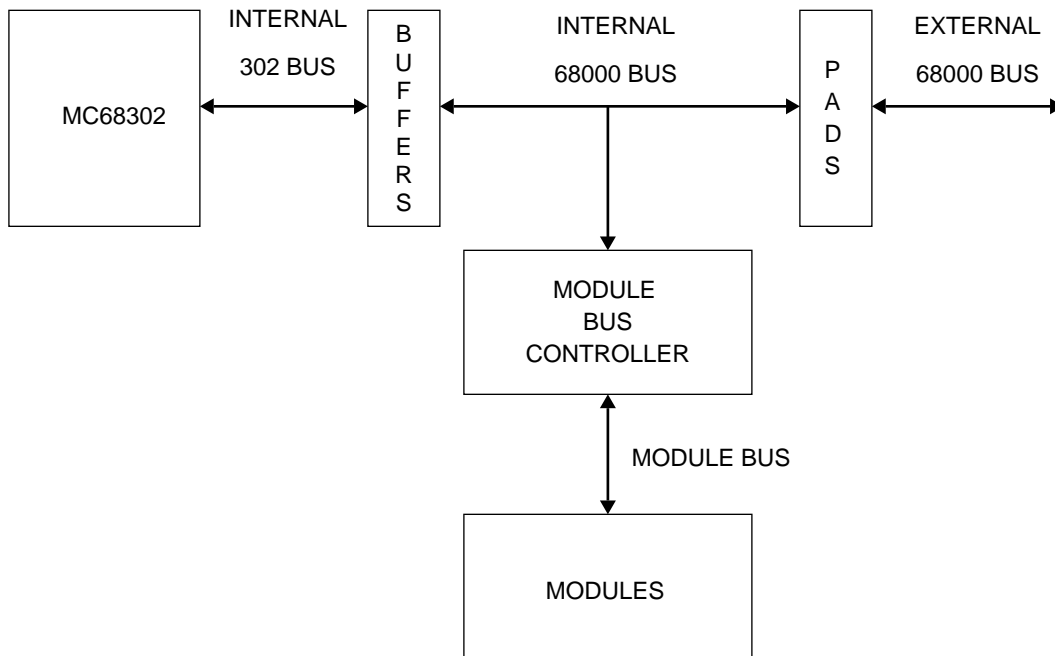 INTERNAL
302 BUS
B
U
F
F
E
R
S
INTERNAL
68000 BUS
P
A
D
S
EXTERNAL
68000 BUS
MC68302
MODULE
BUS
CONTROLLER
MODULE BUS
MODULES